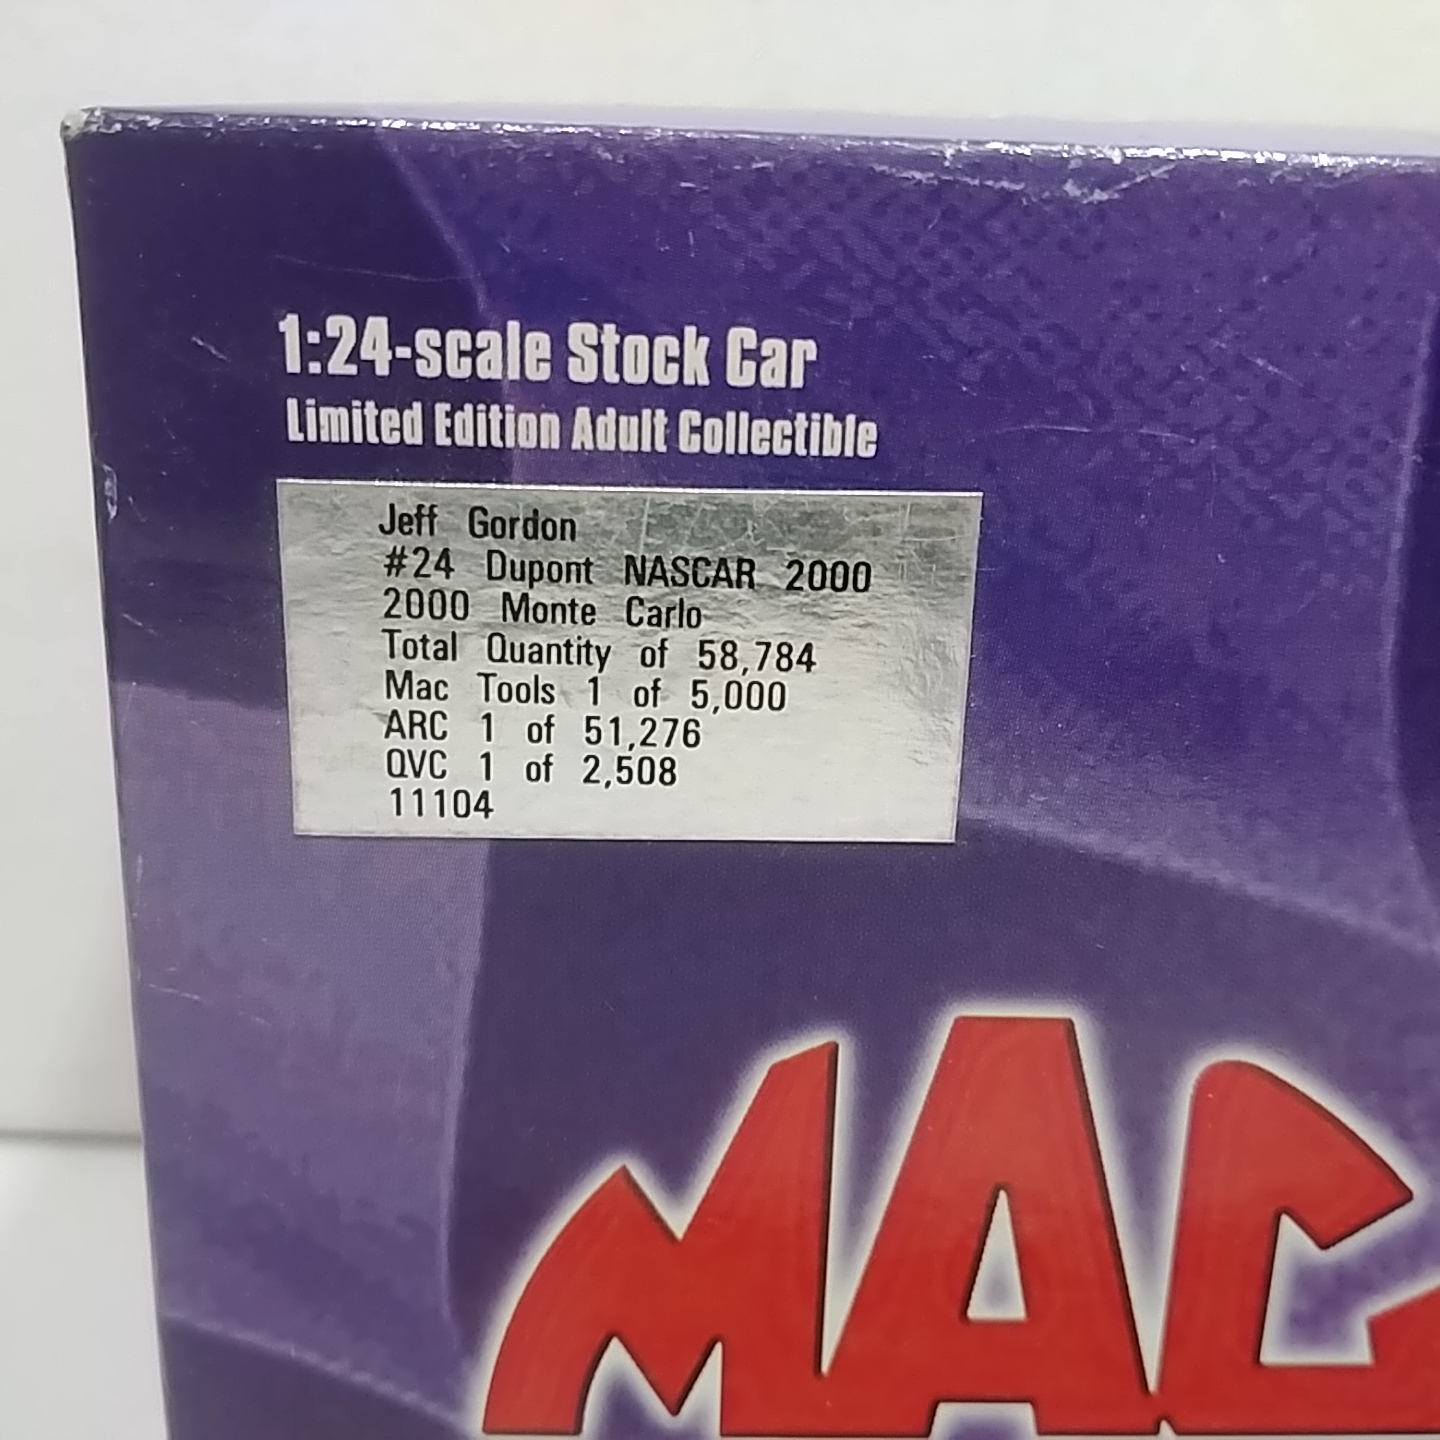 1:24-scale Stock Car
Limited Edition Adult Collectible
Jeff Gordon
#24 Dupont NASCAR 2000
2000 Monte Carlo
Total Quantity of 58,784
Mac Tools 1 of 5,000
ARC 1 of 51,276
QVC 1 of 2,508
11104
MAC